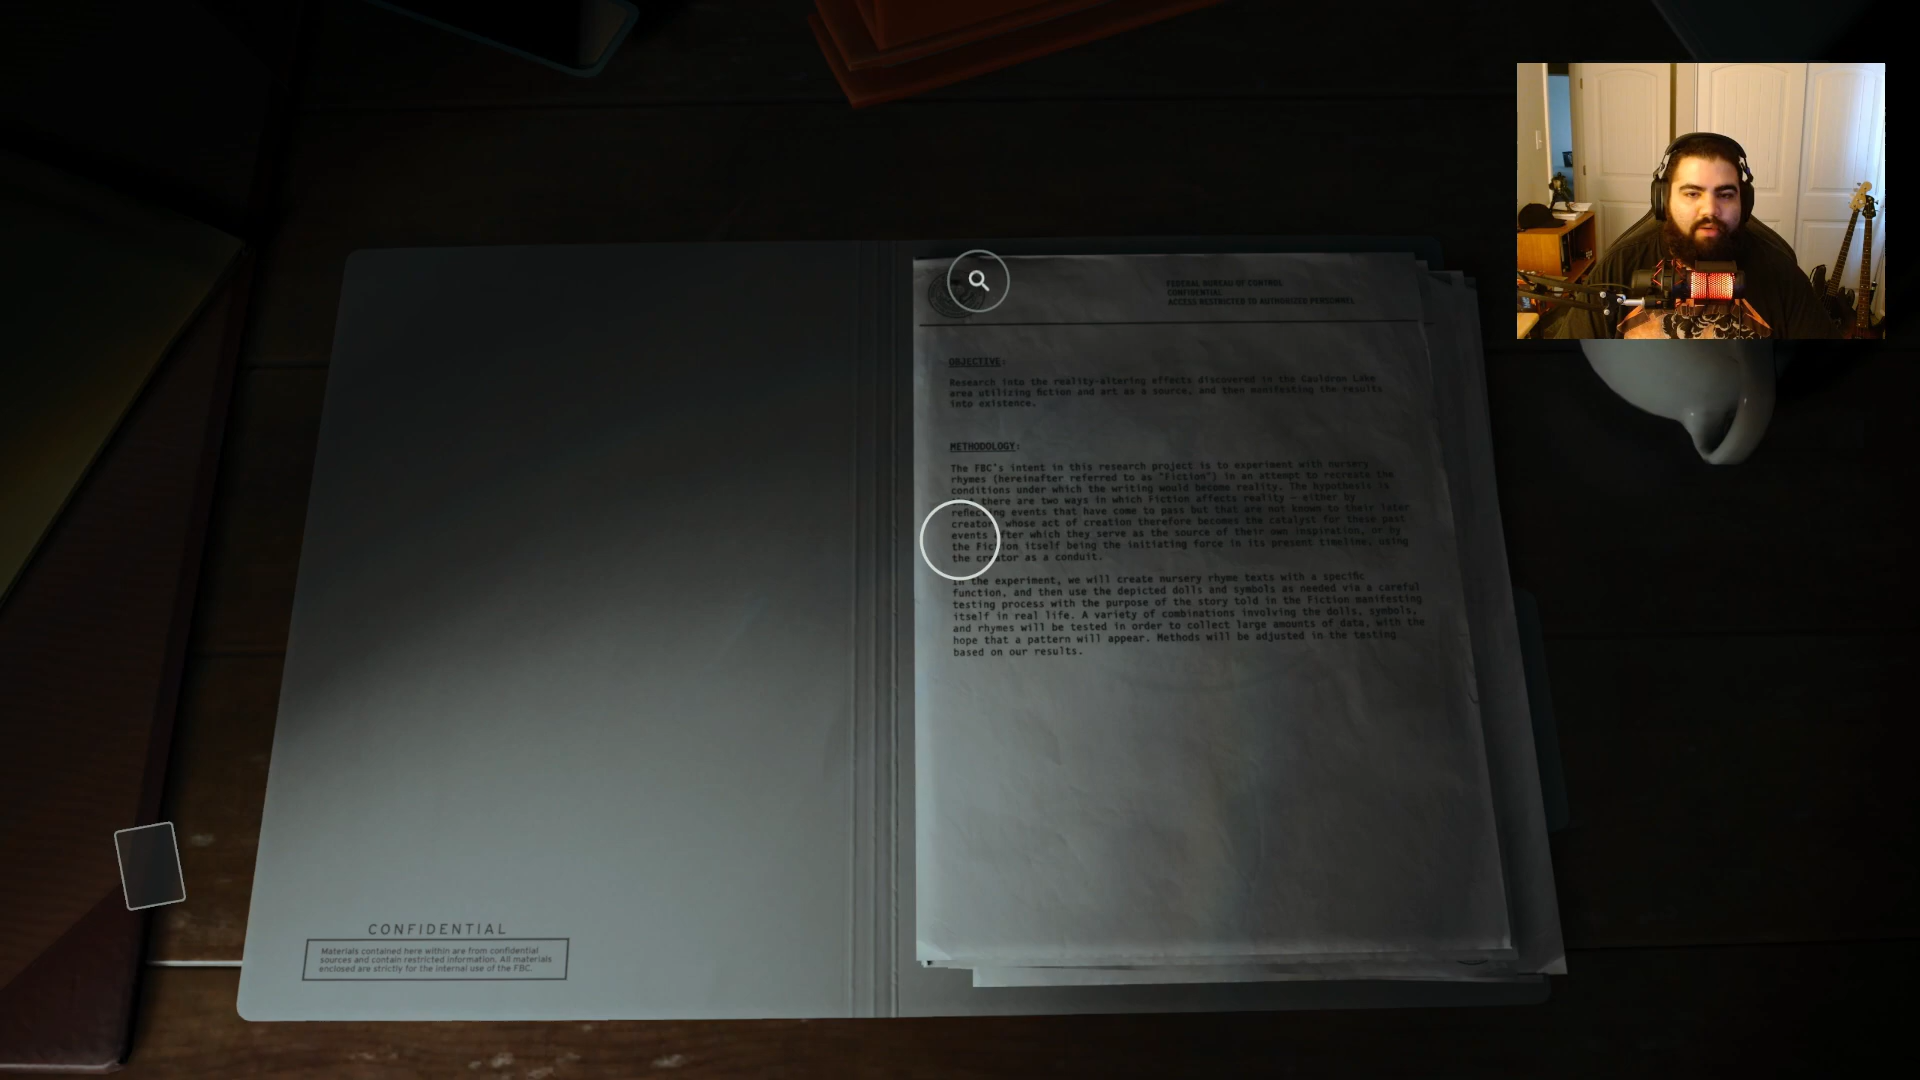 FEDERAL BUREAU OF CONTROL
CONFIDENTIAL
ACCESS RESTRICTED TO AUTHORIZED PERSONNEL
OBJECTIVE:
Research into the reality-altering effects discovered in the Cauldron Lake
area utilizing fiction and art as a source, and then manifesting the results
into existence.
METHODOLOGY:
The FBC's intent in this research project is to experiment with nursery
rhymes (hereinafter referred to as "Fiction") in an attempt to recreate the
conditions under which the writing would become reality. The hypothesis is
that there are two ways in which Fiction affects reality – either by
reflecting events that have come to pass but that are not known to their later
creator, whose act of creation therefore becomes the catalyst for these past
events after which they serve as the source of their own inspiration, or by
the Fiction itself being the initiating force in its present timeline, using
the creator as a conduit.
In the experiment, we will create nursery rhyme texts with a specific
function, and then use the depicted dolls and symbols as needed via a careful
testing process with the purpose of the story told in the Fiction manifesting
itself in real life. A variety of combinations involving the dolls, symbols,
and rhymes will be tested in order to collect large amounts of data, with the
hope that a pattern will appear. Methods will be adjusted in the testing
based on our results.
CONFIDENTIAL
Materials contained here within are from confidential
sources and contain restricted information. All materials
enclosed are strictly for the internal use of the FBC.